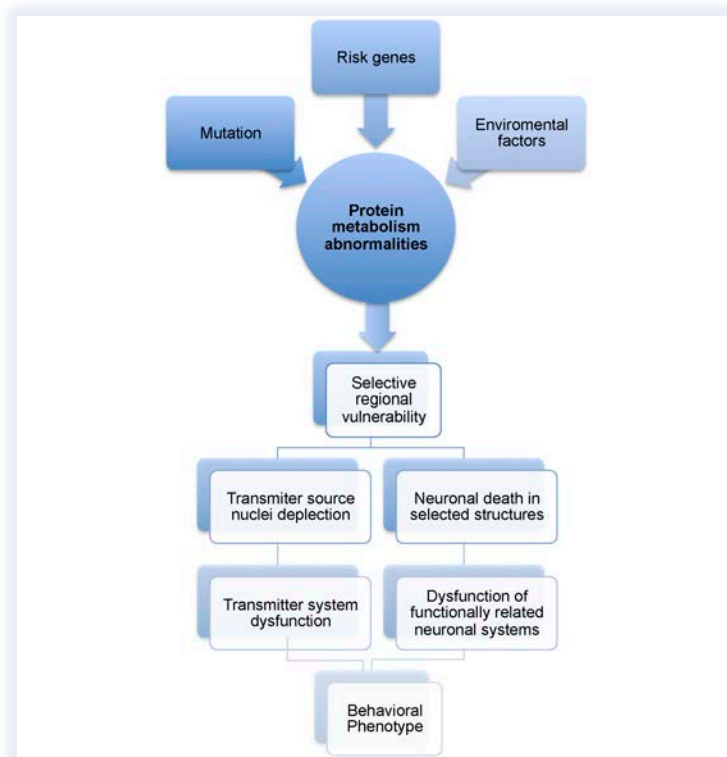 Risk genes
Mutation
Enviromental
factors
Protein
metabolism
abnormalities
Selective
regional
vulnerability
Transmiter source
nuclei deplection
Neuronal death in
selected structures
Transmitter system
dysfunction
Dysfunction of
functionally related
neuronal systems
Behavioral
Phenotype